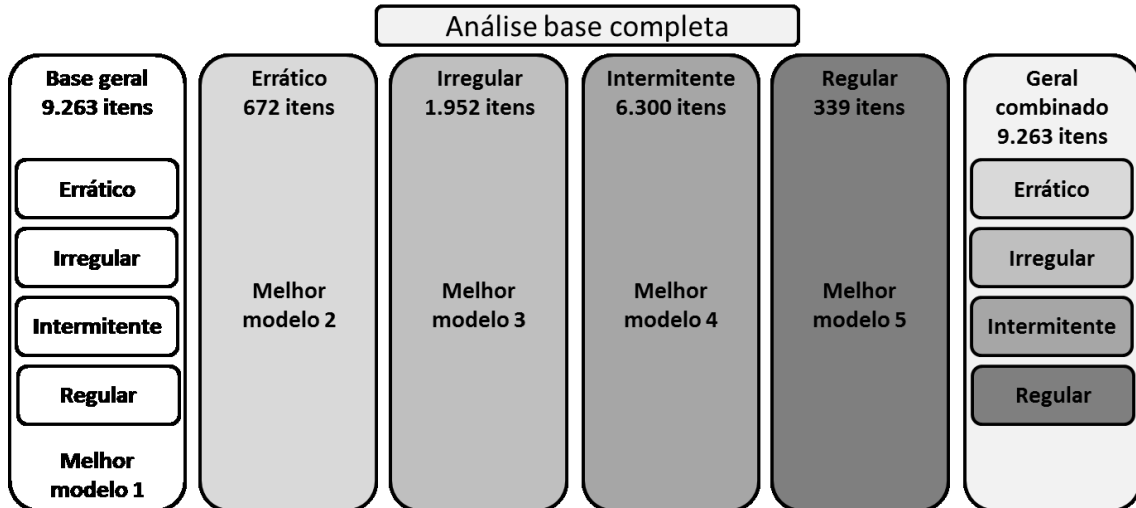 Análise base completa
Base geral
9.263 itens
Errático
Irregular
Intermitente
Regular
Melhor
modelo 1
Errático
672 itens
Melhor
modelo 2
Irregular
1.952 itens
Melhor
modelo 3
Intermitente
6.300 itens
Melhor
modelo 4
Regular
339 itens
Melhor
modelo 5
Geral
combinado
9.263 itens
Errático
Irregular
Intermitente
Regular